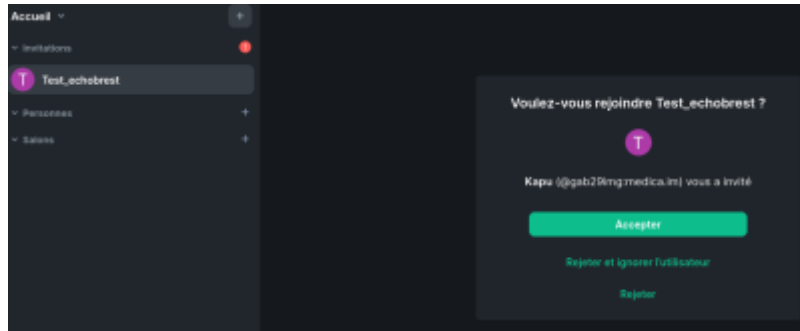 Accueil
+
Invitations
!
T Test_echobrest
Personnes +
Salons +
Voulez-vous rejoindre Test_echobrest ?
T
Kapu (@gab29img:medica.im) vous a invité
Accepter
Rejeter et ignorer l'utilisateur
Rejeter